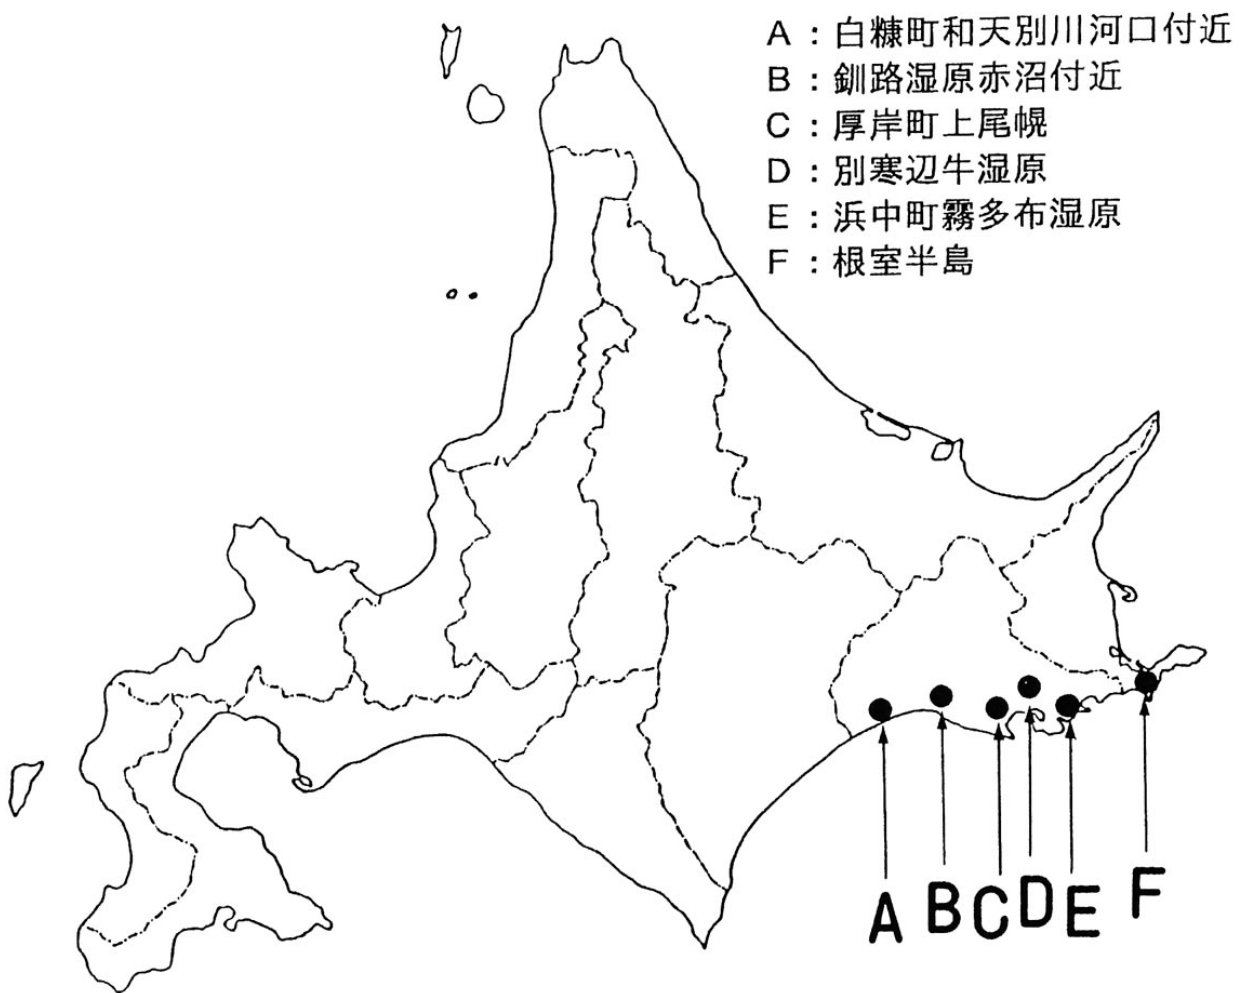 A：白糠町和天別川河口付近
B：釧路湿原赤沼付近
C：厚岸町上尾幌
D：別寒辺牛湿原
E：浜中町霧多布湿原
F：根室半島
A B C D E F